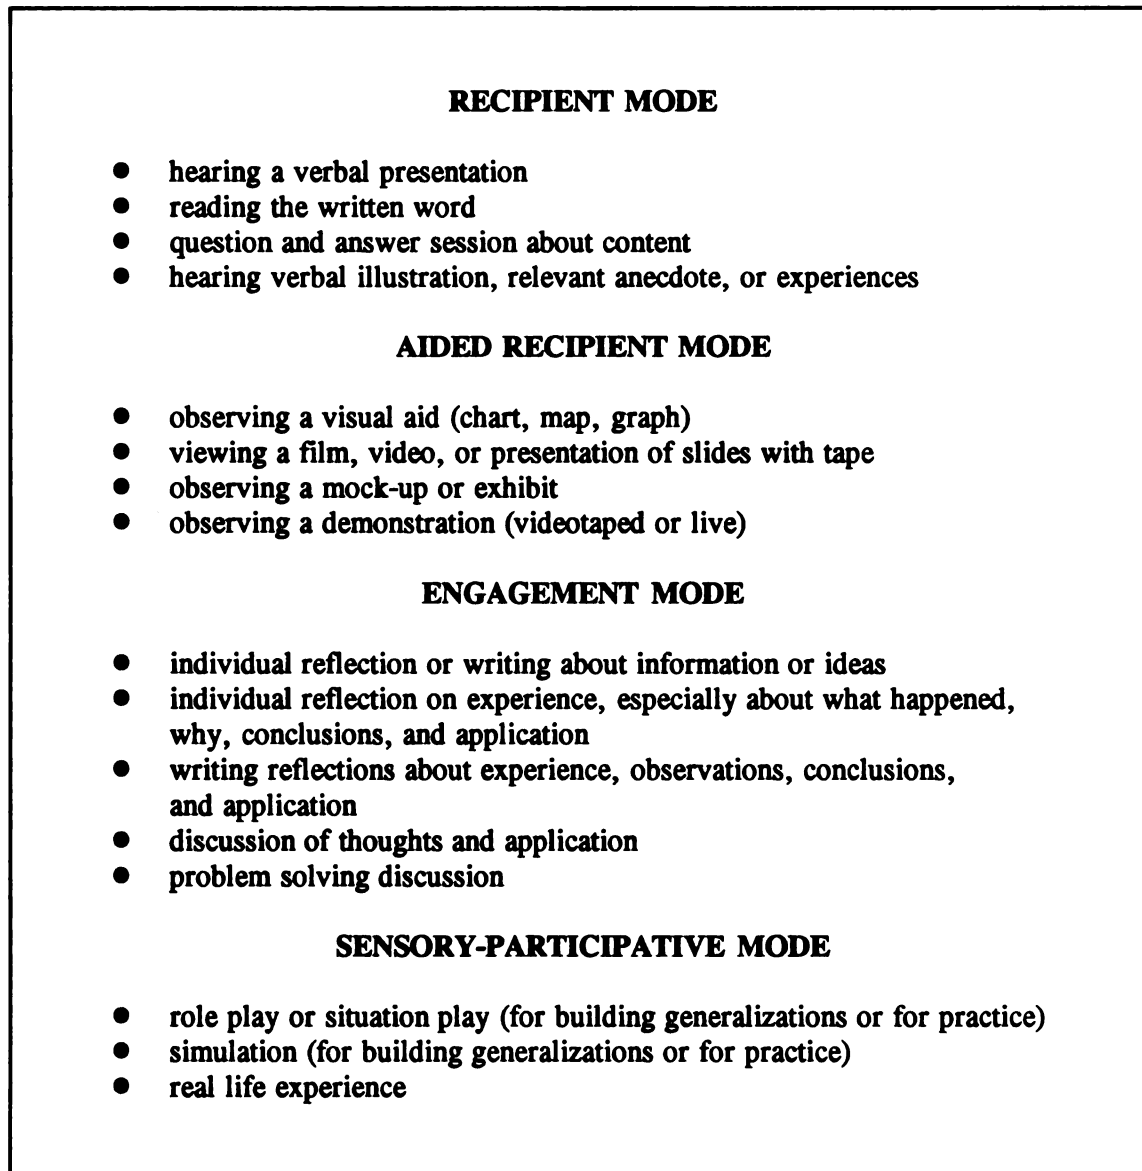 RECIPIENT MODE
● hearing a verbal presentation
● reading the written word
● question and answer session about content
● hearing verbal illustration, relevant anecdote, or experiences
AIDED RECIPIENT MODE
● observing a visual aid (chart, map, graph)
● viewing a film, video, or presentation of slides with tape
● observing a mock-up or exhibit
● observing a demonstration (videotaped or live)
ENGAGEMENT MODE
● individual reflection or writing about information or ideas
● individual reflection on experience, especially about what happened,
why, conclusions, and application
● writing reflections about experience, observations, conclusions,
and application
● discussion of thoughts and application
● problem solving discussion
SENSORY-PARTICIPATIVE MODE
● role play or situation play (for building generalizations or for practice)
● simulation (for building generalizations or for practice)
● real life experience